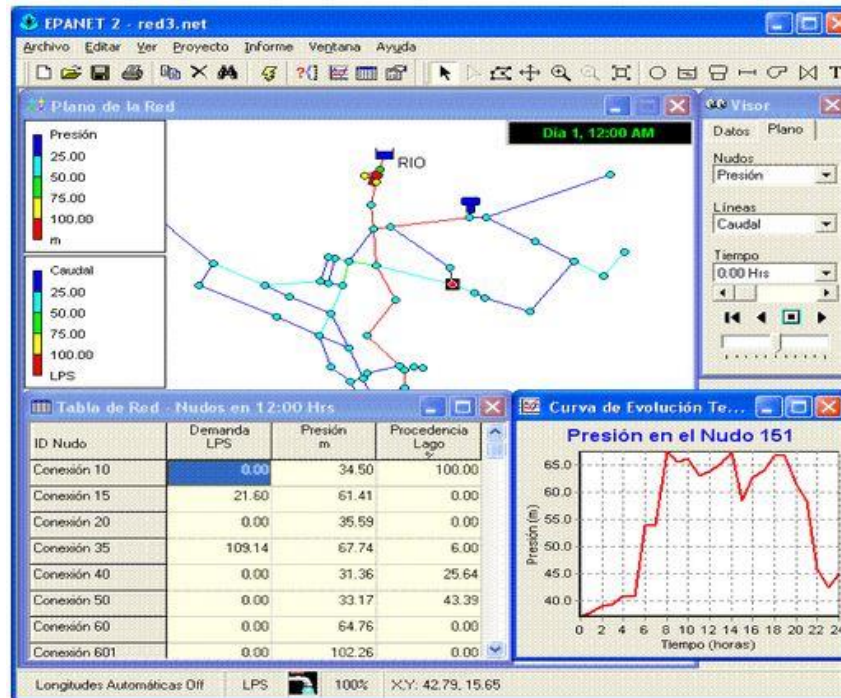 EPANET 2 - red3.net
Archivo Editar Ver Proyecto Informe Ventana Ayuda
T
Plano de la Red
Presión
25.00
50.00
75.00
100.00
m
Caudal
25.00
50.00
75.00
100.00
LPS
Día 1, 12:00 AM
RIO
Visor
Datos Plano
Nudos
Presión
Líneas
Caudal
Tiempo
0:00 Hrs
Tabla de Red - Nudos en 12:00 Hrs
ID Nudo Demanda LPS Presión m Procedencia Lago %
Conexión 10 0.00 34.50 100.00
Conexión 15 21.60 61.41 0.00
Conexión 20 0.00 35.59 0.00
Conexión 35 109.14 67.74 6.00
Conexión 40 0.00 31.36 25.64
Conexión 50 0.00 33.17 43.39
Conexión 60 0.00 64.76 0.00
Conexión 601 0.00 102.26 0.00
Curva de Evolución Te...
Presión en el Nudo 151
Presión (m)
65.0
60.0
55.0
50.0
45.0
40.0
0 2 4 6 8 10 12 14 16 18 20 22 24
Tiempo (horas)
Longitudes Automáticas Off LPS 100% X,Y: 42.79, 15.65